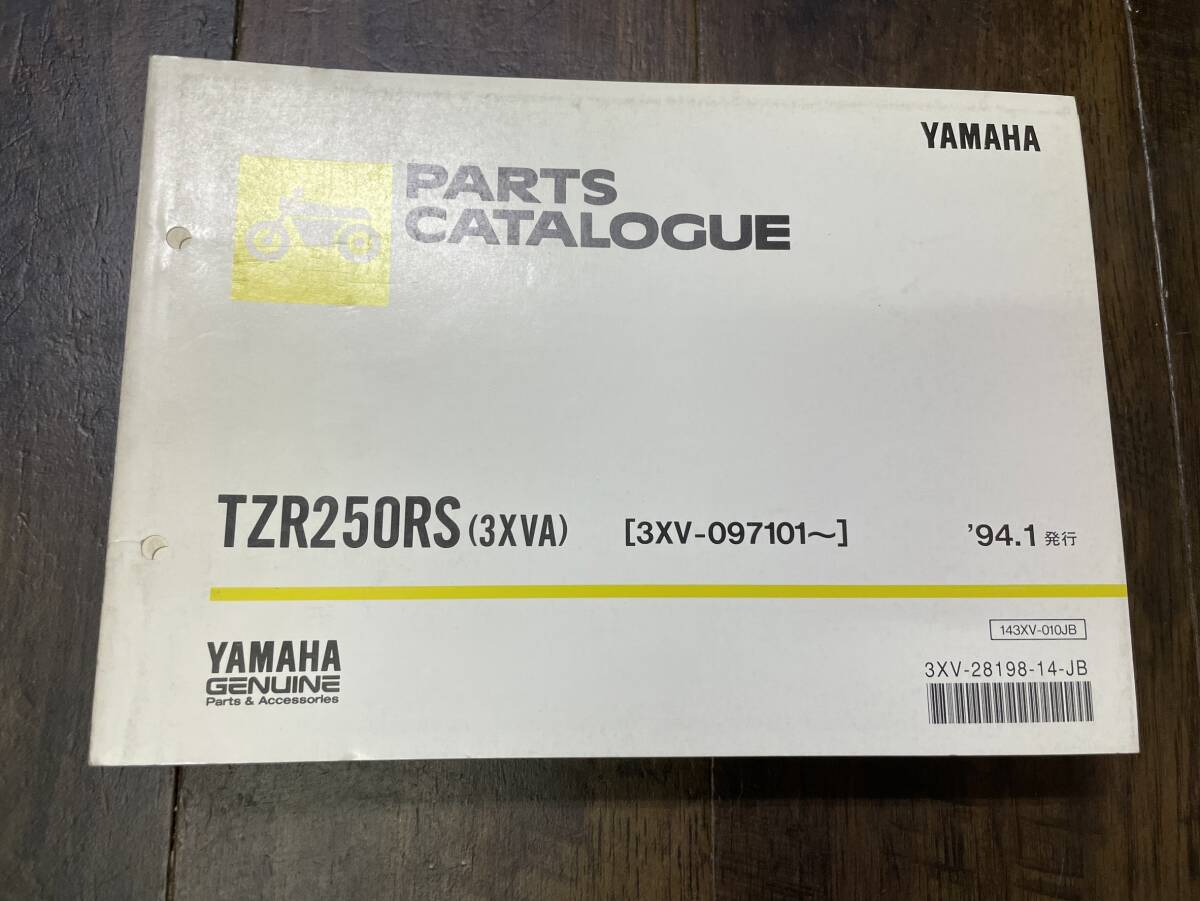 YAMAHA
PARTS
CATALOGUE
TZR250RS (3XVA) [3XV-097101～] '94.1 発行
143XV-010JB
3XV-28198-14-JB
YAMAHA
GENUINE
Parts & Accessories